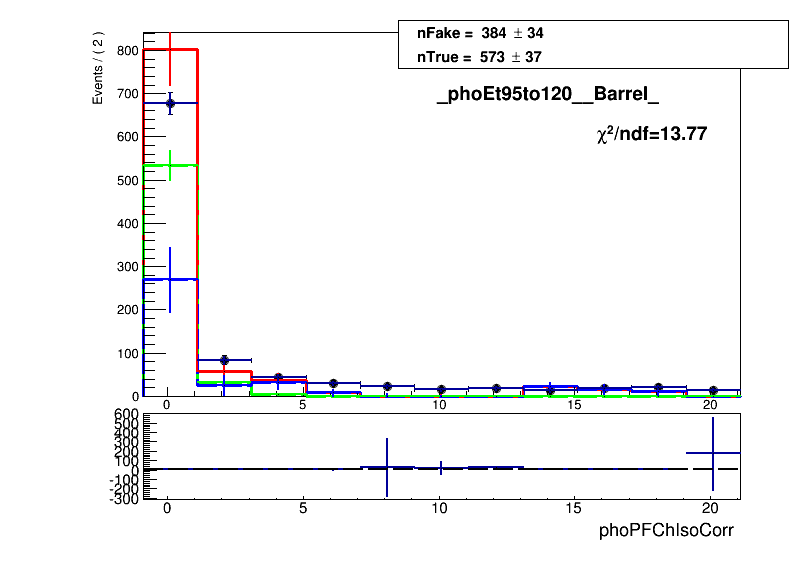 nFake = 384 ± 34
nTrue = 573 ± 37
Events / ( 2 )
_phoEt95to120__Barrel_
χ²/ndf=13.77
800
700
600
500
400
300
200
100
0
0 5 10 15 20
600
500
400
300
200
100
0
-100
-200
-300
0 5 10 15 20
phoPFChIsoCorr